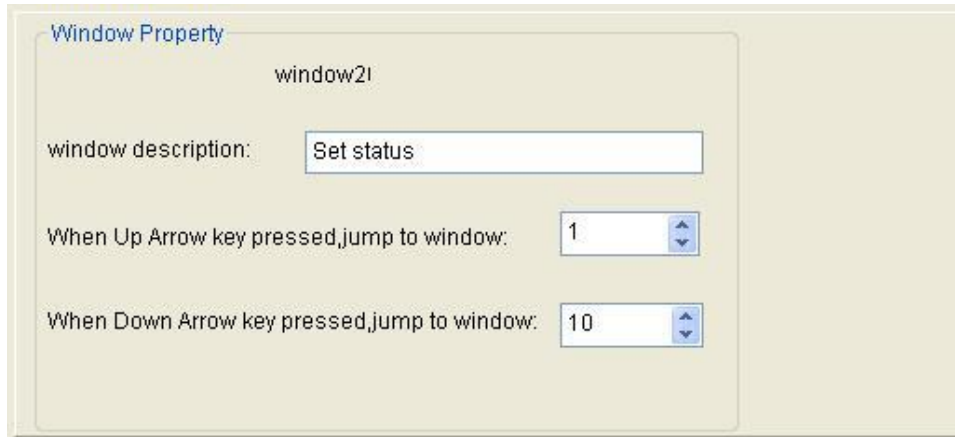 Window Property
window2!
window description: Set status
When Up Arrow key pressed,jump to window: 1
When Down Arrow key pressed,jump to window: 10